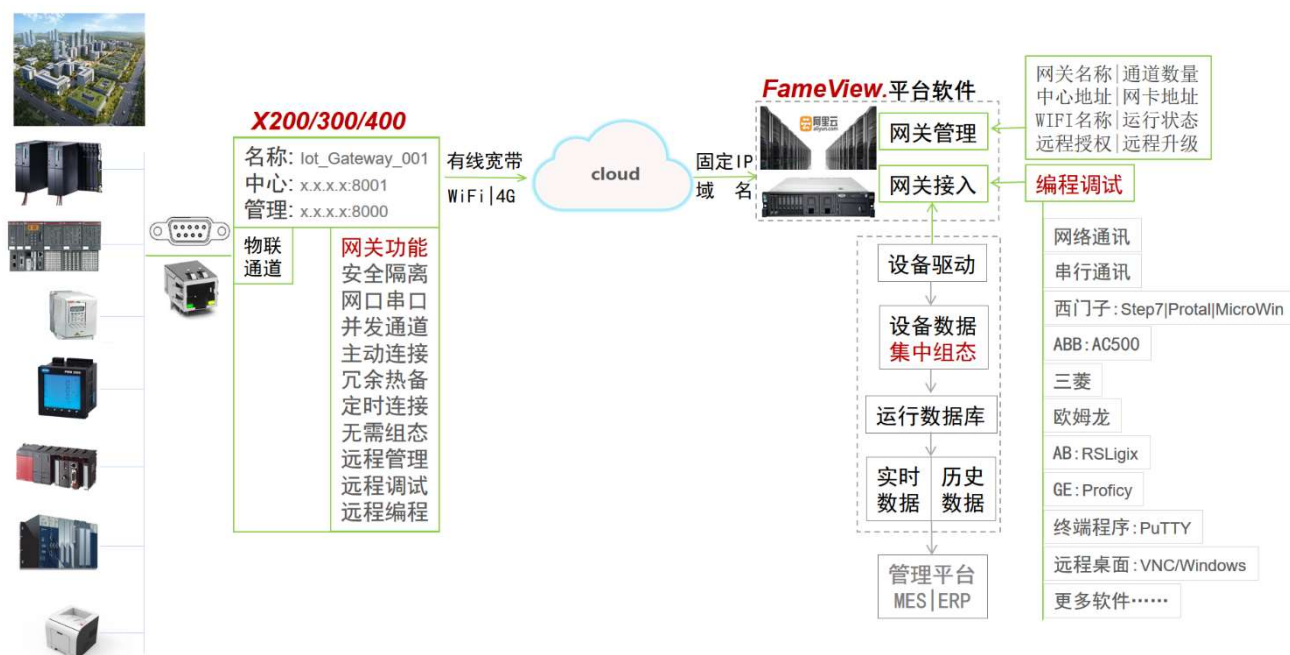 X200/300/400
名称: Iot_Gateway_001
中心: x.x.x.x:8001
管理: x.x.x.x:8000
物联
通道
网关功能
安全隔离
网口串口
并发通道
主动连接
冗余热备
定时连接
无需组态
远程管理
远程调试
远程编程
有线宽带
WiFi|4G
cloud
固定IP
域 名
FameView.平台软件
阿里云
aliyun.com
网关管理
网关接入
设备驱动
设备数据
集中组态
运行数据库
实时
数据
历史
数据
管理平台
MES|ERP
网关名称|通道数量
中心地址|网卡地址
WIFI名称|运行状态
远程授权|远程升级
编程调试
网络通讯
串行通讯
西门子:Step7|Protal|MicroWin
ABB:AC500
三菱
欧姆龙
AB:RSLigix
GE:Proficy
终端程序:PuTTY
远程桌面:VNC/Windows
更多软件……